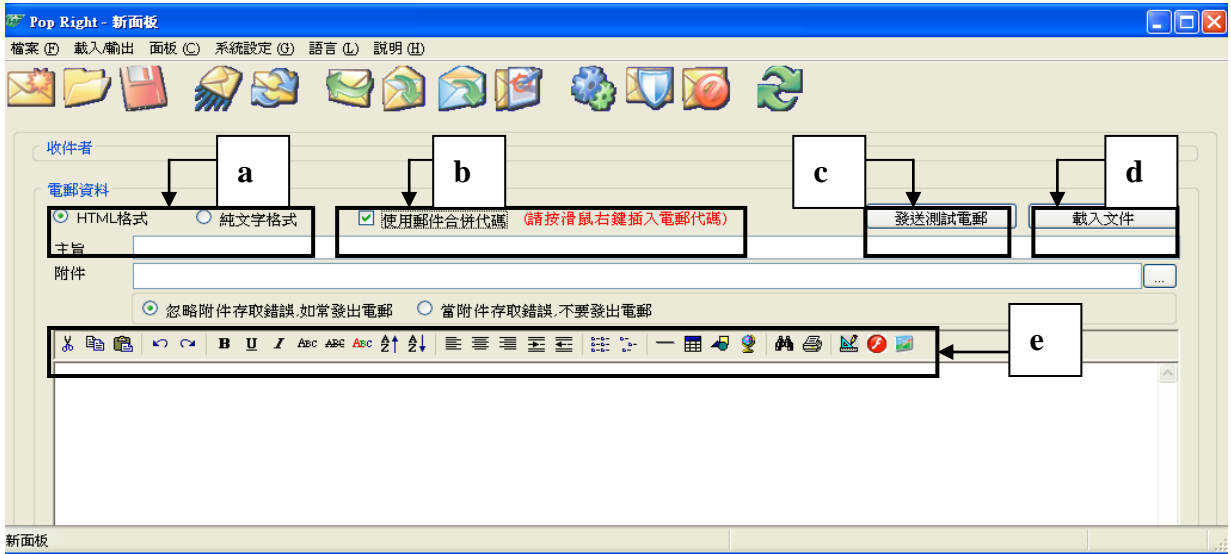 Pop Right - 新面板
檔案(F) 載入/輸出 面板(C) 系統設定(G) 語言(L) 說明(H)
收件者
a b c d
電郵資料
HTML格式 純文字格式 使用郵件合併代碼 (請按滑鼠右鍵插入電郵代碼) 發送測試電郵 載入文件
主旨
附件 ...
忽略附件存取錯誤,如常發出電郵 當附件存取錯誤,不要發出電郵
B U I ABC ABC ABC
e
新面板